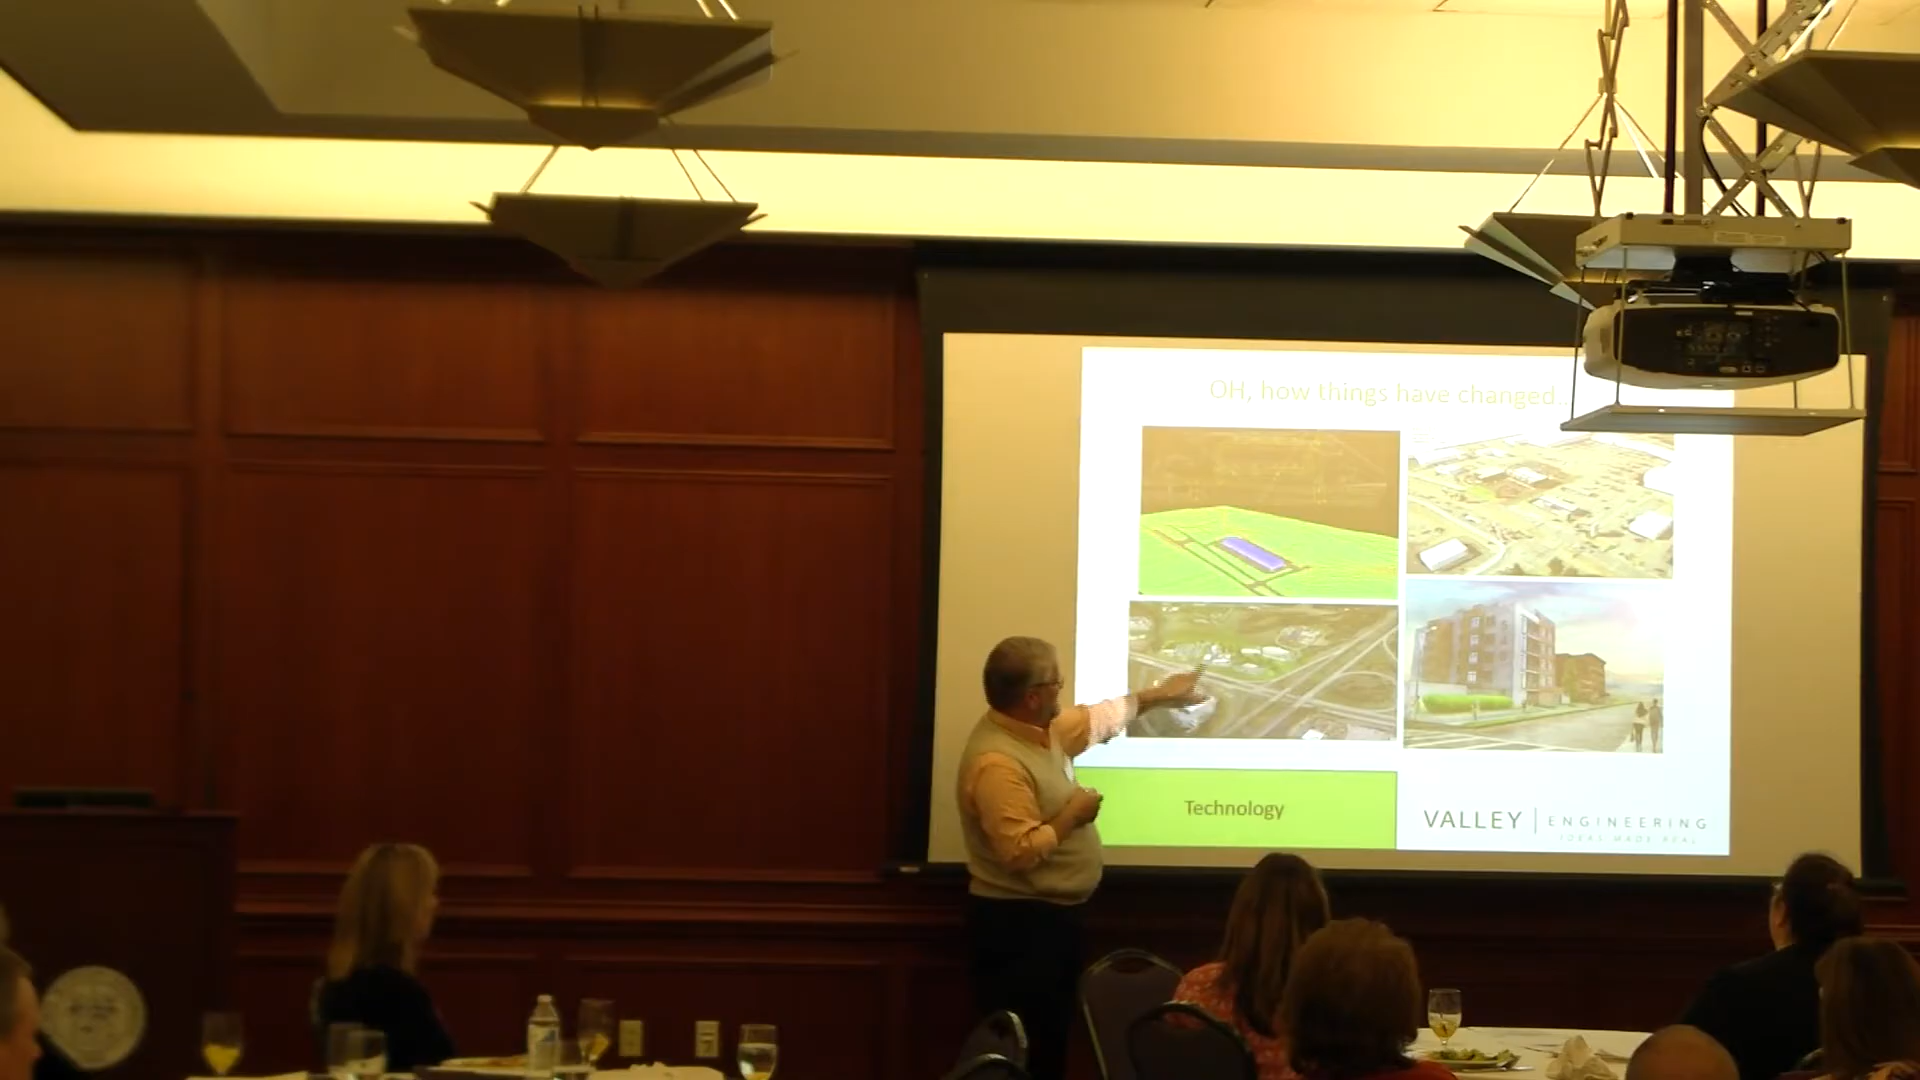 OH, how things have changed...
Technology
VALLEY | ENGINEERING
IDEAS MADE REAL